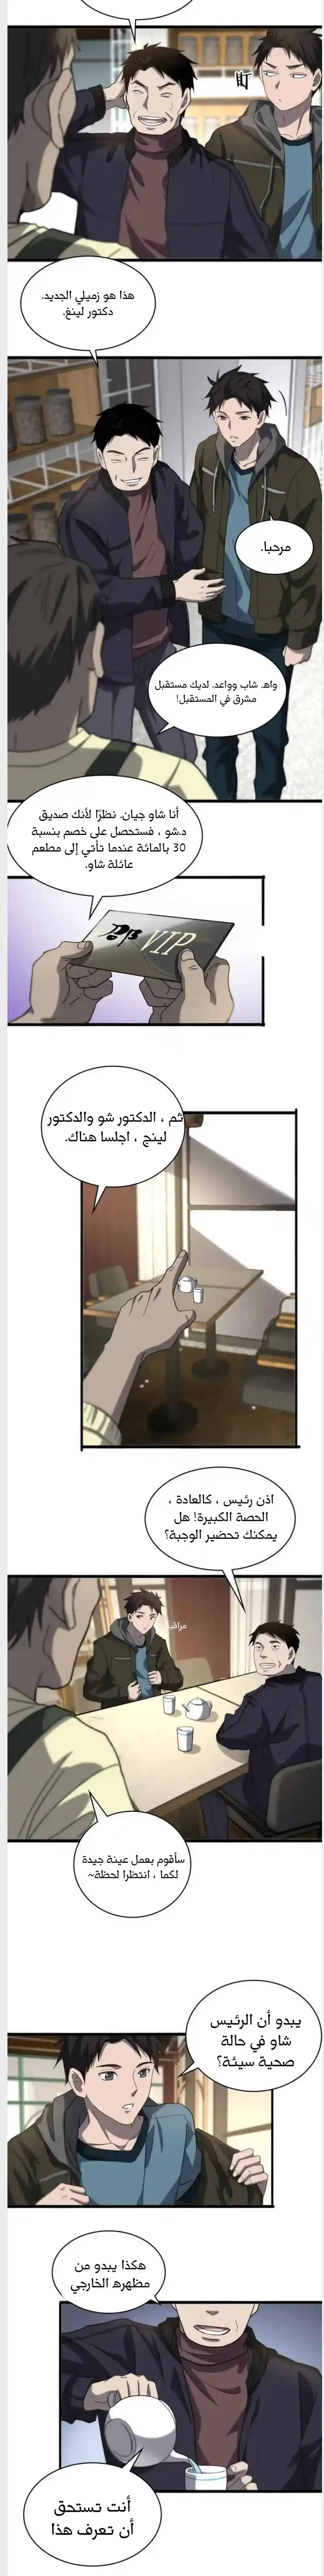 هذا هو زميلي الجديد.
دكتور لينغ.
مرحبا.
واهـ شاب وواعد. لديك مستقبل
مشرق في المستقبل!
أنا شاو جيان. نظرًا لأنك صديق
د.شو ، فستحصل على خصم بنسبة
30 بالمائة عندما تأتي إلى مطعم
عائلة شاو.
VIP
ثم ، الدكتور شو والدكتور
لينج ، اجلسا هناك.
اذن رئيس ، كالعادة ،
الحصة الكبيرة! هل
يمكنك تحضير الوجبة؟
سأقوم بعمل عينة جيدة
لكما ، انتظرا لحظة~
يبدو أن الرئيس
شاو في حالة
صحية سيئة؟
هكذا يبدو من
مظهره الخارجي
أنت تستحق
أن تعرف هذا